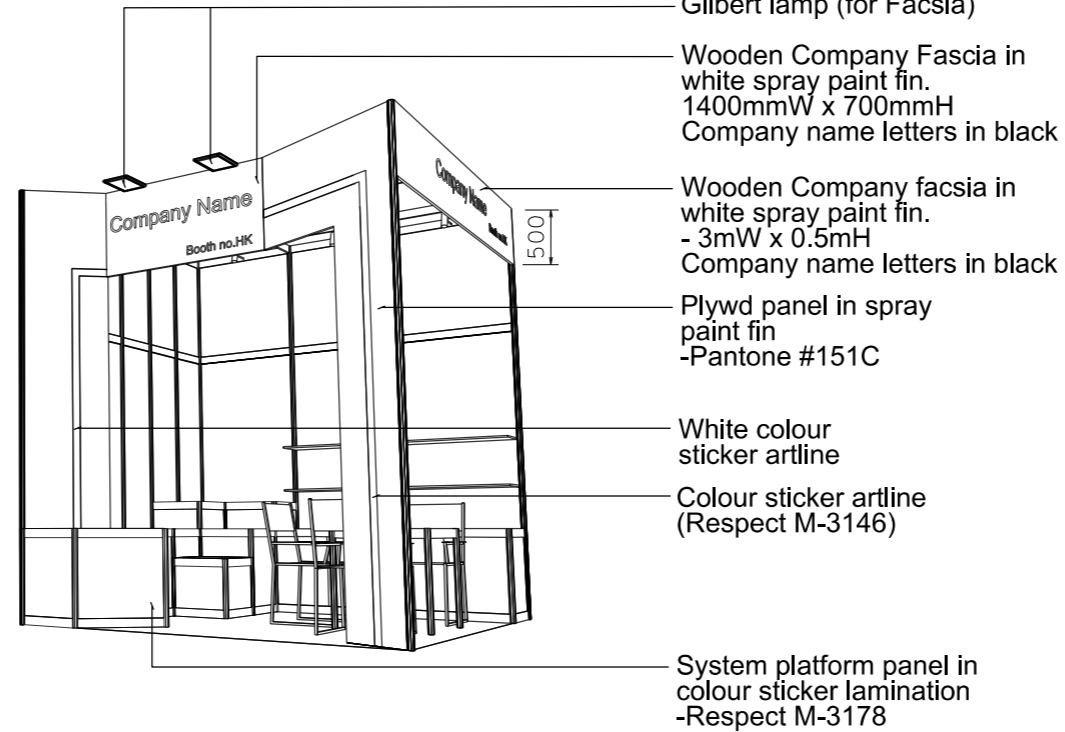 Gilbert lamp (for Facsia)
Wooden Company Fascia in
white spray paint fin.
1400mmW x 700mmH
Company name letters in black
Company Name
Booth no.HK
Company Name
Booth no.HK
500
Wooden Company facsia in
white spray paint fin.
- 3mW x 0.5mH
Company name letters in black
Plywd panel in spray
paint fin
-Pantone #151C
White colour
sticker artline
Colour sticker artline
(Respect M-3146)
System platform panel in
colour sticker lamination
-Respect M-3178